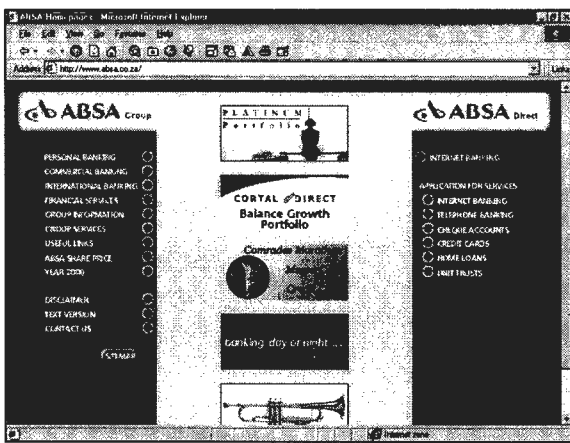 ABSA Home page - Microsoft Internet Explorer
File Edit View Go Favorites Help
Address http://www.absa.co.za/
Links
ABSA Group
PERSONAL BANKING
COMMERCIAL BANKING
INTERNATIONAL BANKING
FINANCIAL SERVICES
GROUP INFORMATION
GROUP SERVICES
USEFUL LINKS
ABSA SHARE PRICE
YEAR 2000
DISCLAIMER
TEXT VERSION
CONTACT US
SITEMAP
PLATINUM
Portfolio
CORTAL DIRECT
Balance Growth
Portfolio
Comrades
banking day or night ...
ABSA Direct
INTERNET BANKING
APPLICATION FOR SERVICES
INTERNET BANKING
TELEPHONE BANKING
CHEQUE ACCOUNTS
CREDIT CARDS
HOME LOANS
UNIT TRUSTS
Internet zone